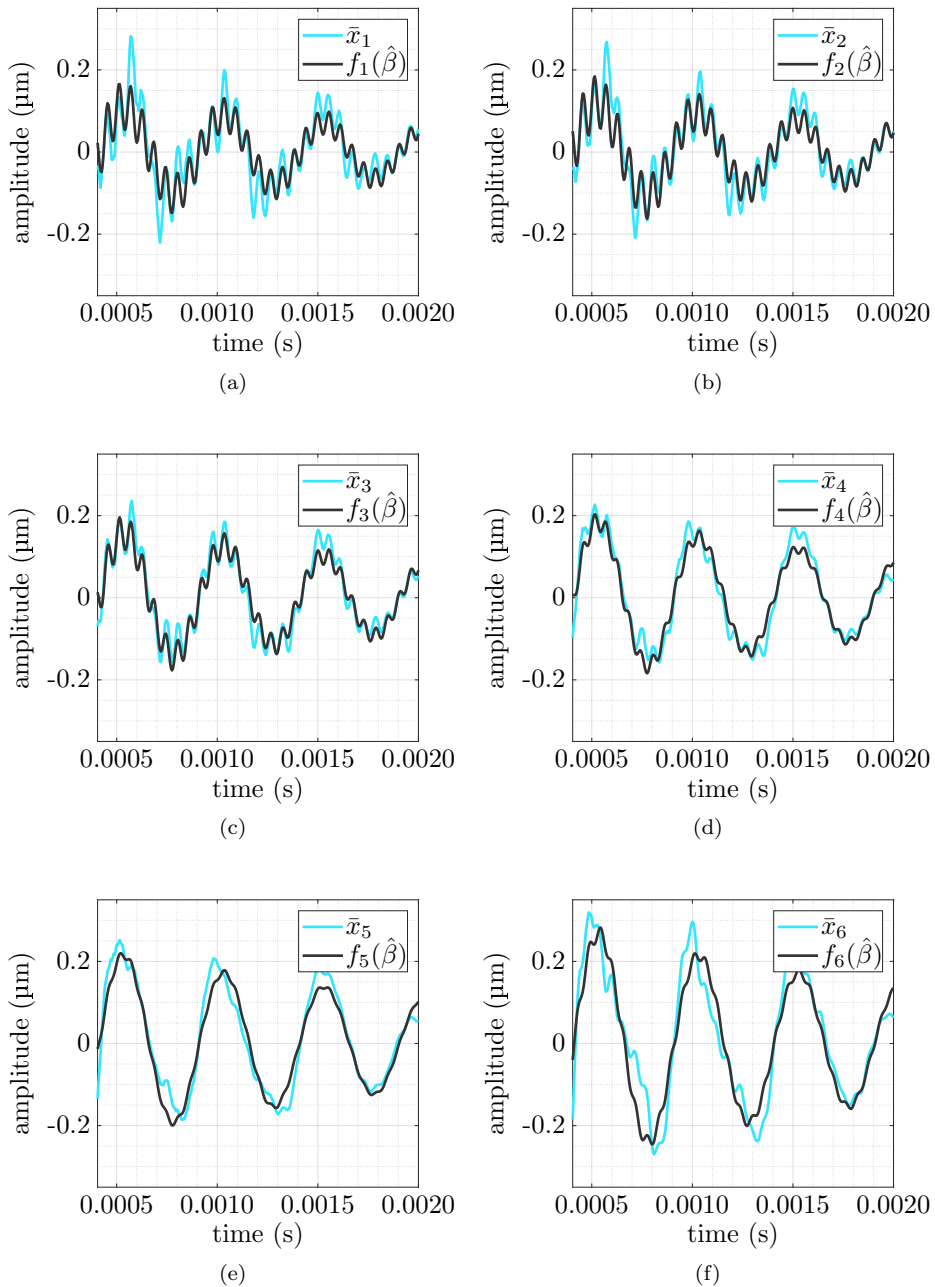 x̄₁
f₁(β̂)
0.2
0
-0.2
amplitude (µm)
0.0005 0.0010 0.0015 0.0020
time (s)
(a)
x̄₂
f₂(β̂)
0.2
0
-0.2
amplitude (µm)
0.0005 0.0010 0.0015 0.0020
time (s)
(b)
x̄₃
f₃(β̂)
0.2
0
-0.2
amplitude (µm)
0.0005 0.0010 0.0015 0.0020
time (s)
(c)
x̄₄
f₄(β̂)
0.2
0
-0.2
amplitude (µm)
0.0005 0.0010 0.0015 0.0020
time (s)
(d)
x̄₅
f₅(β̂)
0.2
0
-0.2
amplitude (µm)
0.0005 0.0010 0.0015 0.0020
time (s)
(e)
x̄₆
f₆(β̂)
0.2
0
-0.2
amplitude (µm)
0.0005 0.0010 0.0015 0.0020
time (s)
(f)